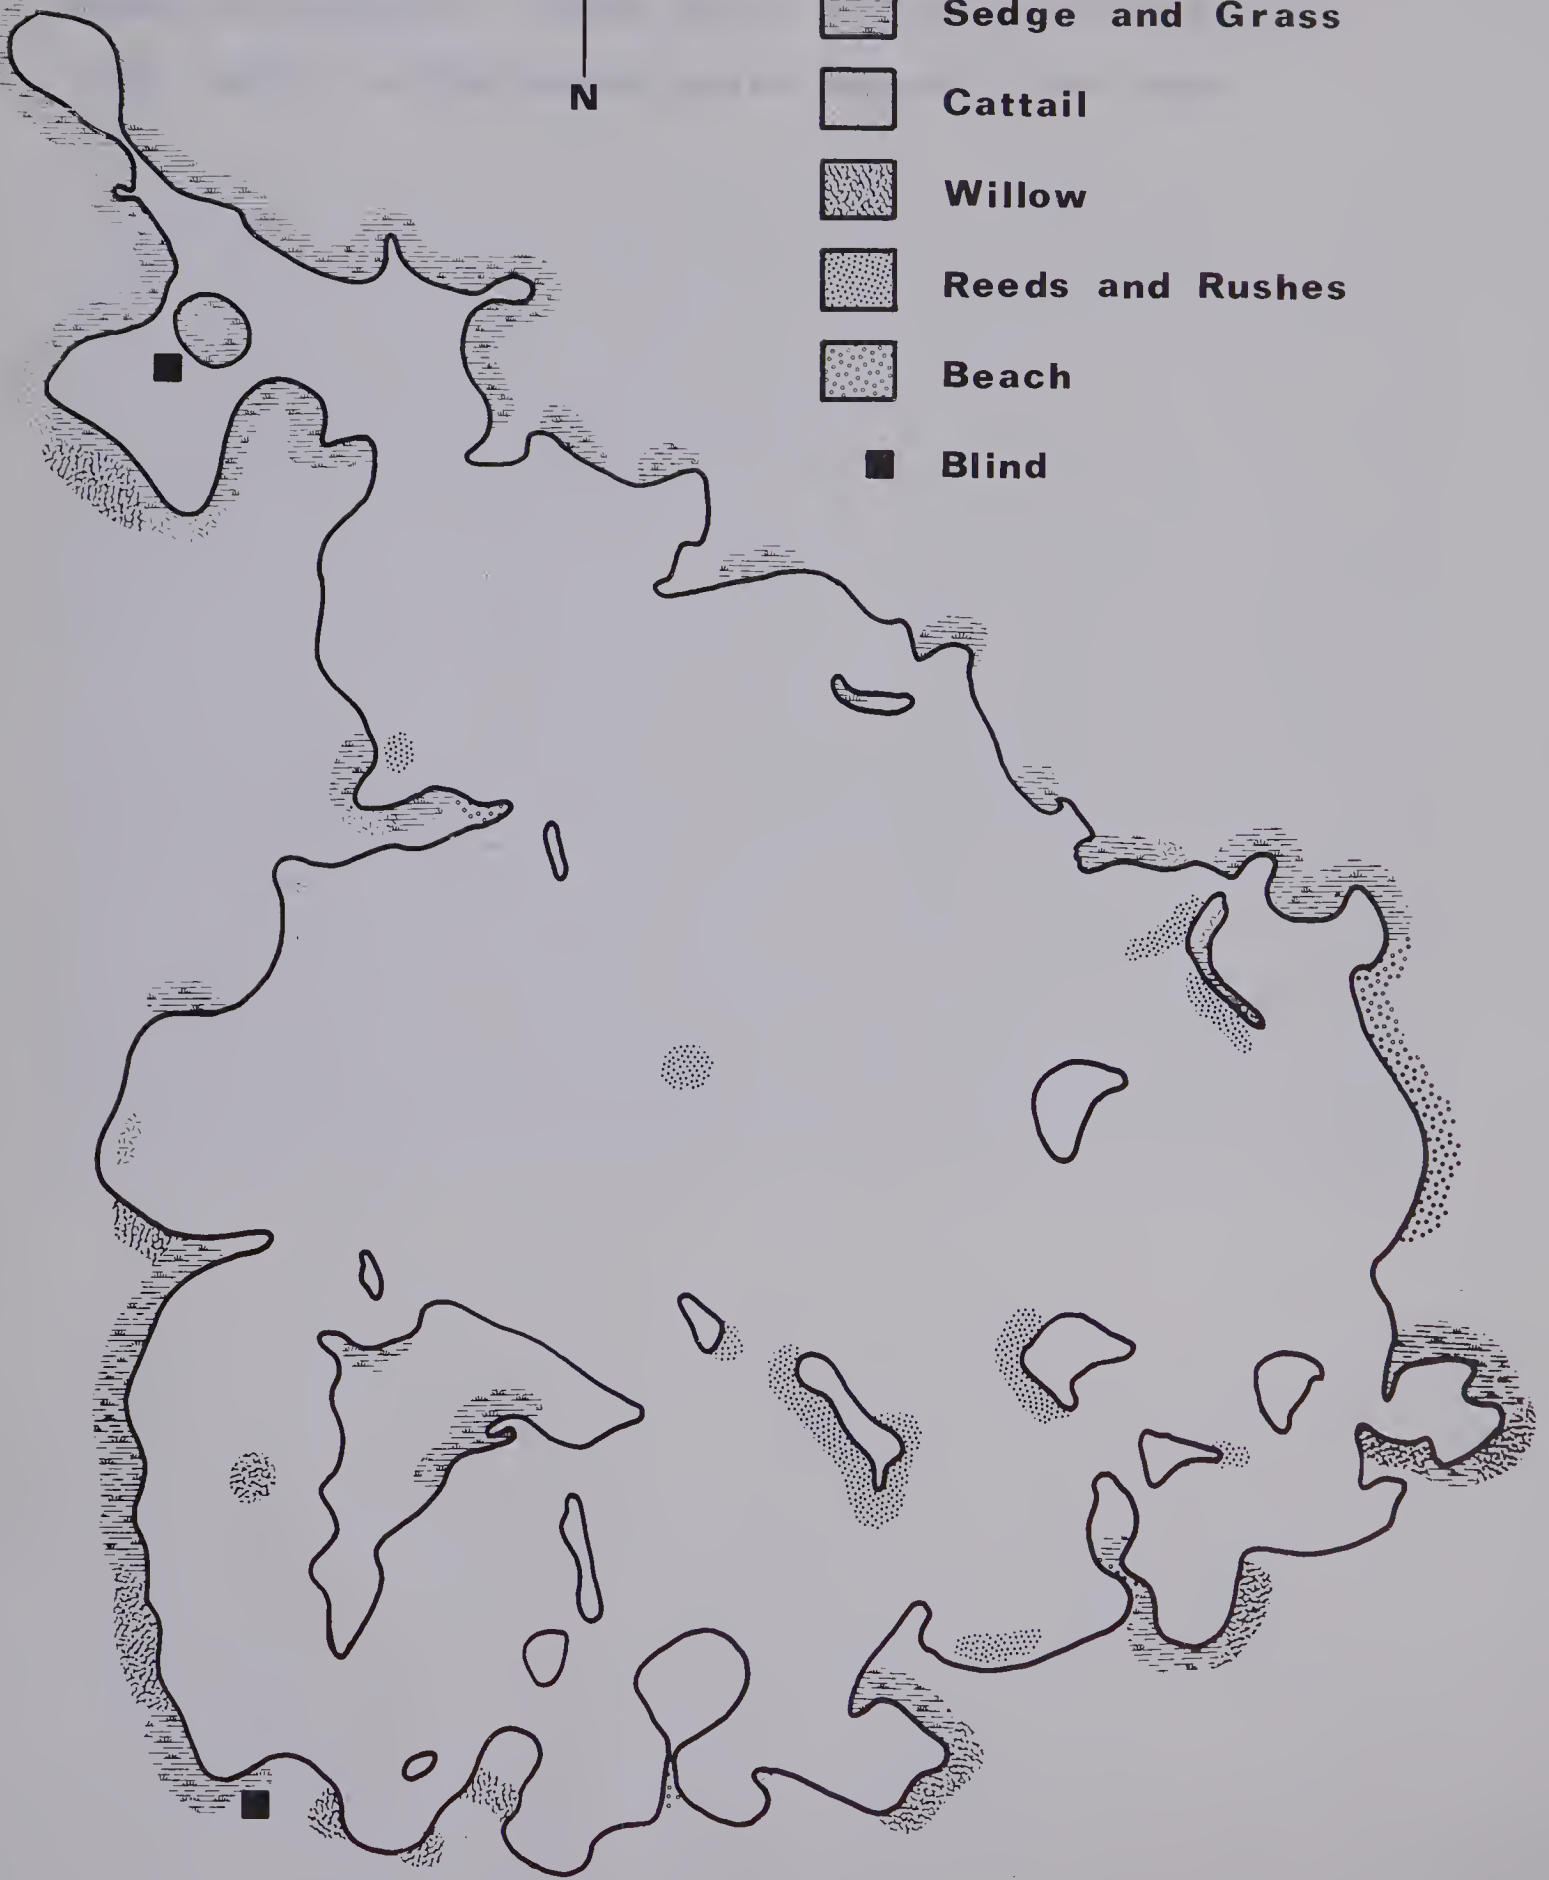 Sedge and Grass
N
Cattail
Willow
Reeds and Rushes
Beach
Blind